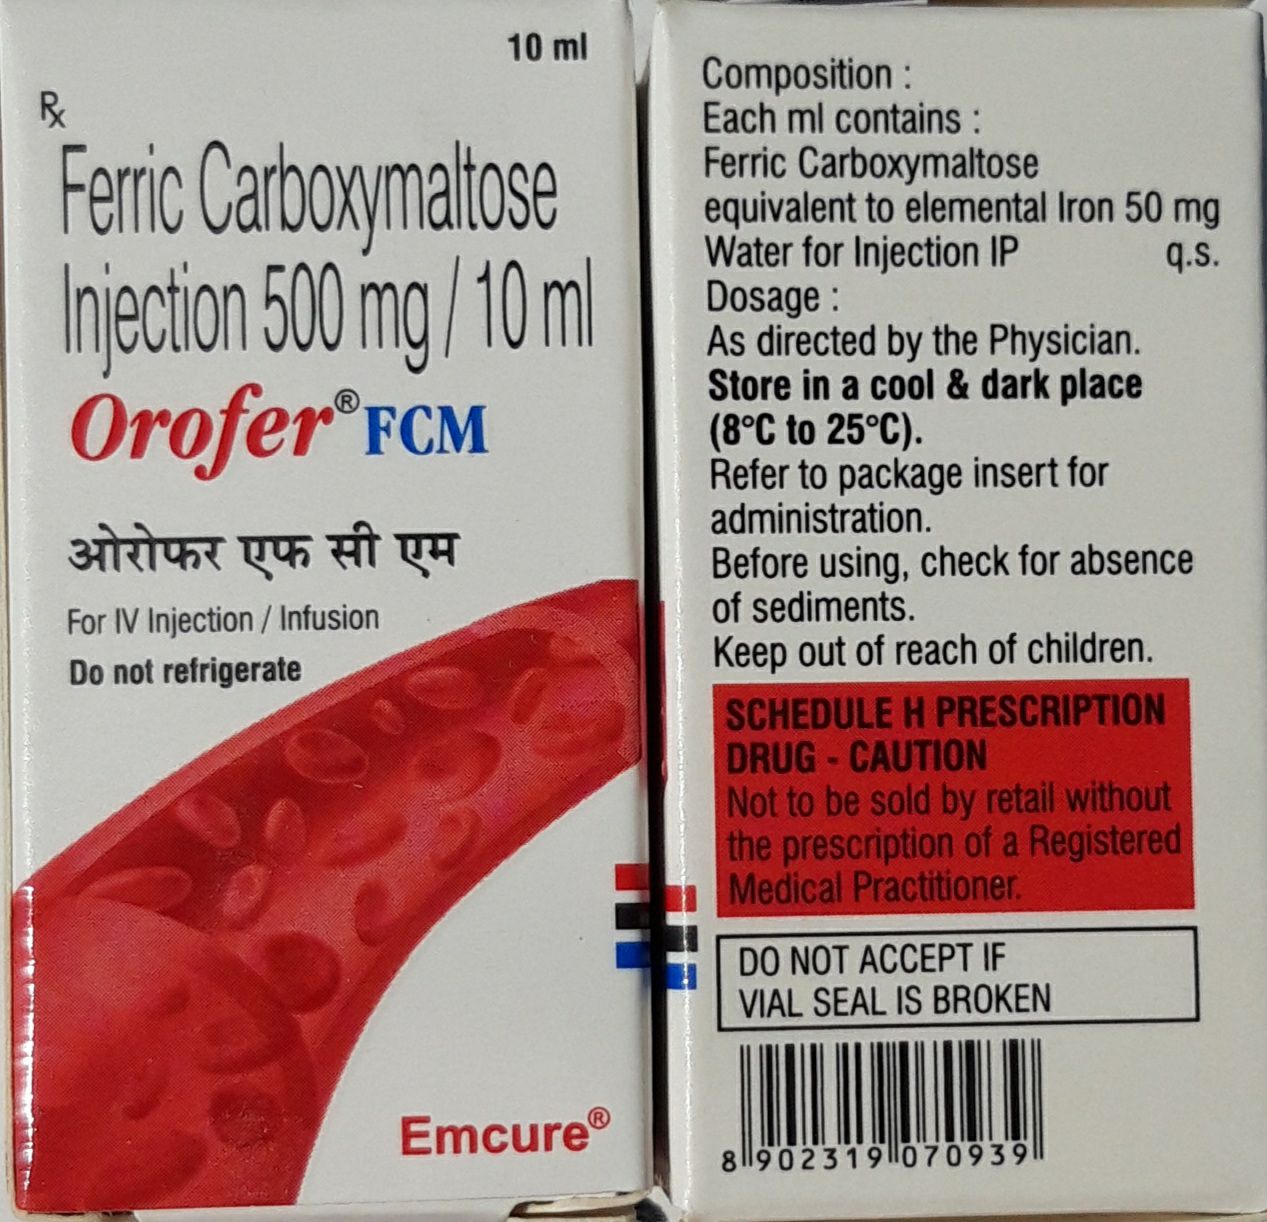 10 ml
Rx
Ferric Carboxymaltose
Injection 500 mg / 10 ml
Orofer® FCM
ओरोफर एफ सी एम
For IV Injection / Infusion
Do not refrigerate
Emcure®
Composition :
Each ml contains :
Ferric Carboxymaltose
equivalent to elemental Iron 50 mg
Water for Injection IP q.s.
Dosage :
As directed by the Physician.
Store in a cool & dark place
(8°C to 25°C).
Refer to package insert for
administration.
Before using, check for absence
of sediments.
Keep out of reach of children.
SCHEDULE H PRESCRIPTION
DRUG - CAUTION
Not to be sold by retail without
the prescription of a Registered
Medical Practitioner.
DO NOT ACCEPT IF
VIAL SEAL IS BROKEN
8 902319 070939